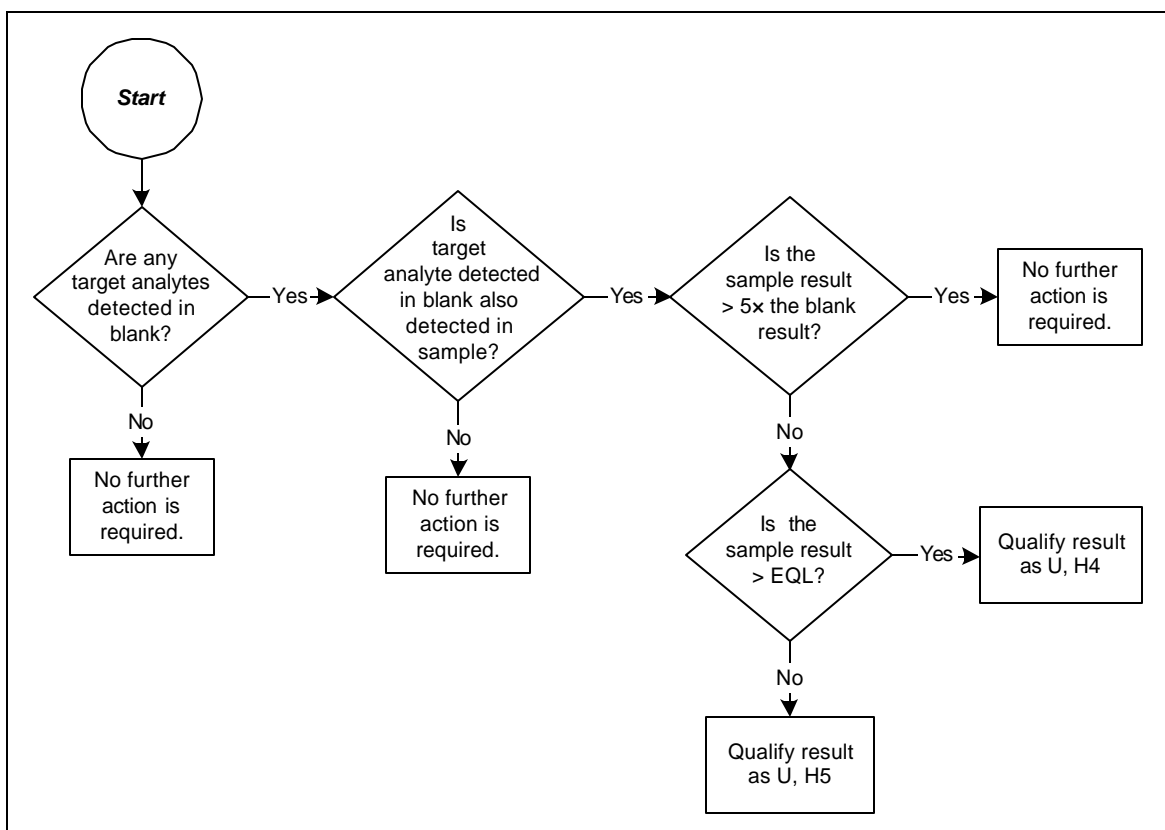 Start
Are any
target analytes
detected in
blank?
Yes
Is
target
analyte detected
in blank also
detected in
sample?
Yes
Is the
sample result
> 5× the blank
result?
Yes
No further
action is
required.
No
No further
action is
required.
No
No further
action is
required.
No
Is the
sample result
> EQL?
Yes
Qualify result
as U, H4
No
Qualify result
as U, H5